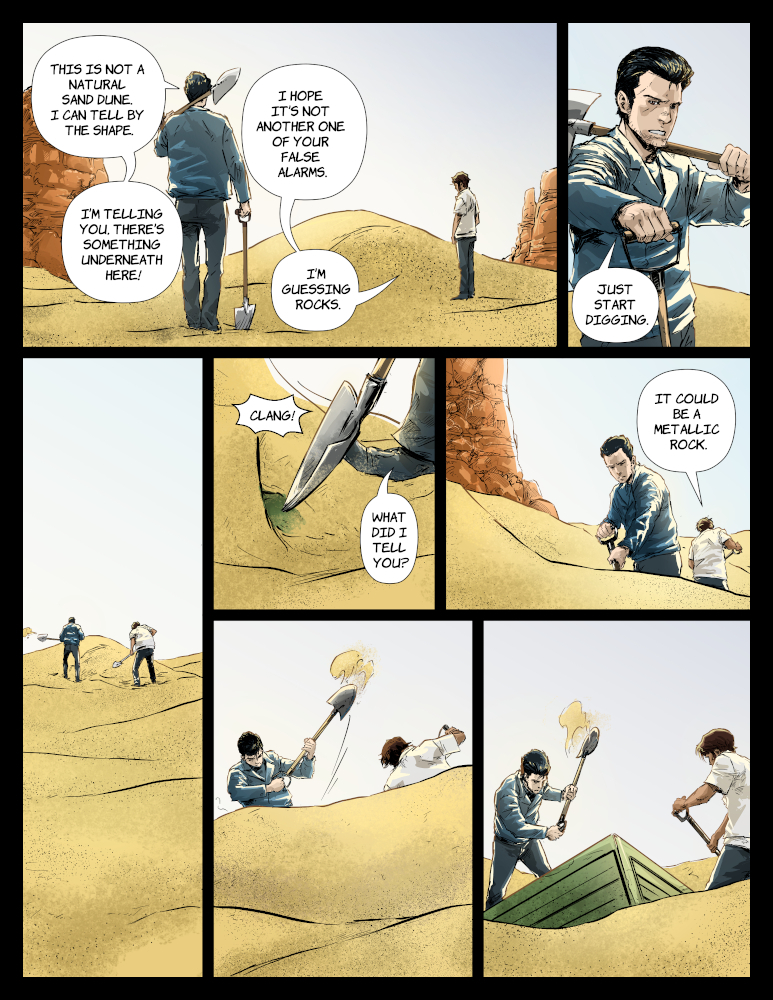 THIS IS NOT A
NATURAL
SAND DUNE.
I CAN TELL BY
THE SHAPE.
I'M TELLING
YOU. THERE'S
SOMETHING
UNDERNEATH
HERE!
I HOPE
IT'S NOT
ANOTHER ONE
OF YOUR
FALSE
ALARMS.
I'M
GUESSING
ROCKS.
JUST
START
DIGGING.
CLANG!
WHAT
DID I
TELL
YOU?
IT COULD
BE A
METALLIC
ROCK.